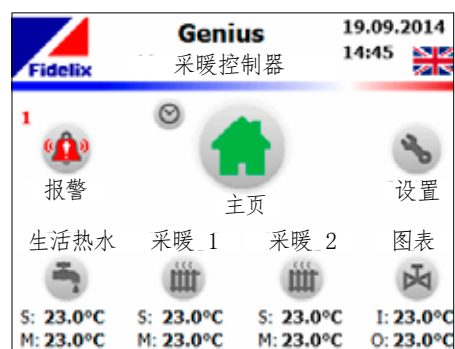 Genius
19.09.2014
采暖控制器
14:45
Fidelix
1
报警
主页
设置
生活热水 采暖_1 采暖_2 图表
S: 23.0°C S: 23.0°C S: 23.0°C I: 23.0°C
M: 23.0°C M: 23.0°C M: 23.0°C O: 23.0°C